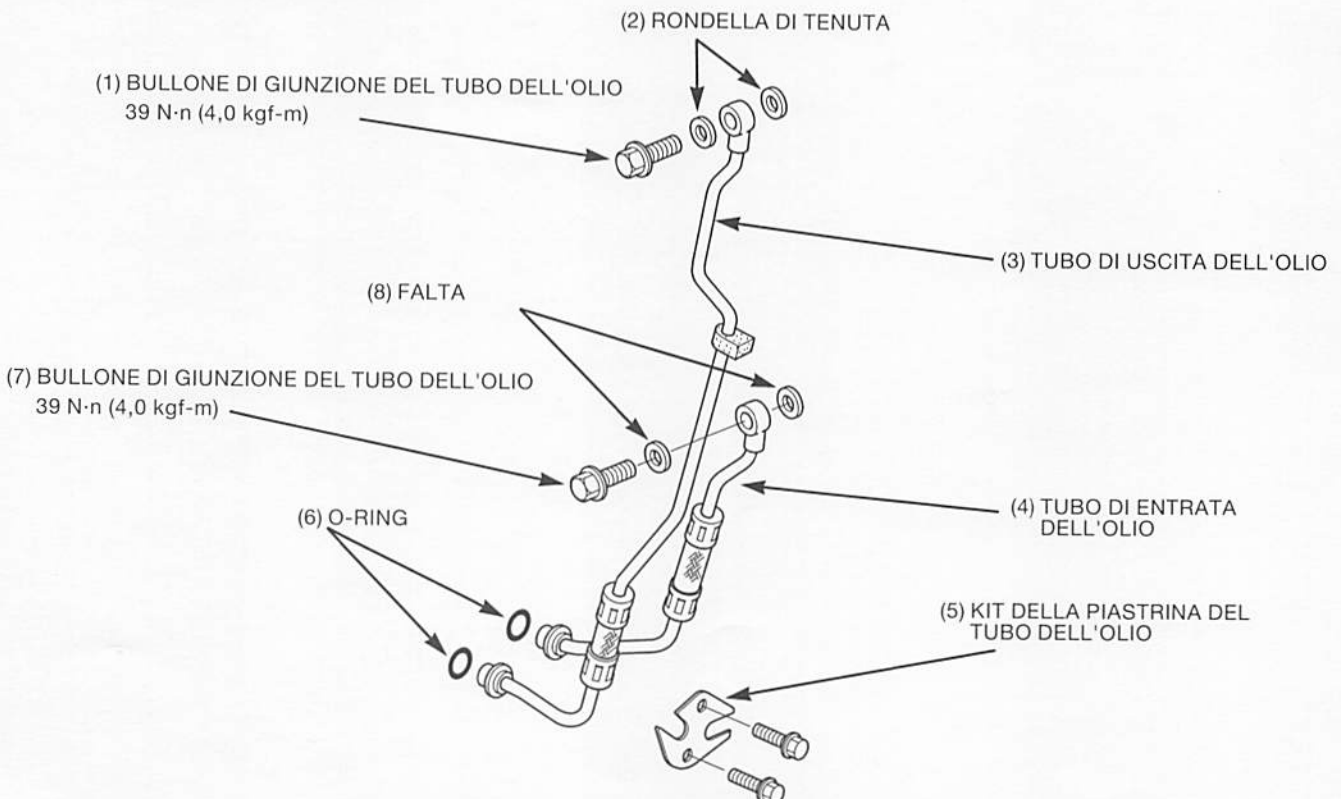 (2) RONDELLA DI TENUTA
(1) BULLONE DI GIUNZIONE DEL TUBO DELL'OLIO
39 N·n (4,0 kgf-m)
(3) TUBO DI USCITA DELL'OLIO
(8) FALTA
(7) BULLONE DI GIUNZIONE DEL TUBO DELL'OLIO
39 N·n (4,0 kgf-m)
(6) O-RING
(4) TUBO DI ENTRATA
DELL'OLIO
(5) KIT DELLA PIASTRINA DEL
TUBO DELL'OLIO